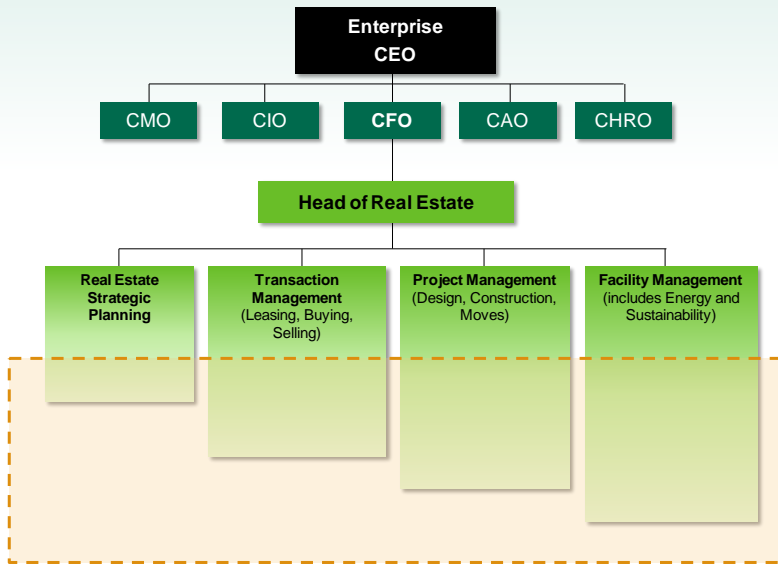 Enterprise
CEO
CMO
CIO
CFO
CAO
CHRO
Head of Real Estate
Real Estate
Strategic
Planning
Transaction
Management
(Leasing, Buying,
Selling)
Project Management
(Design, Construction,
Moves)
Facility Management
(includes Energy and
Sustainability)